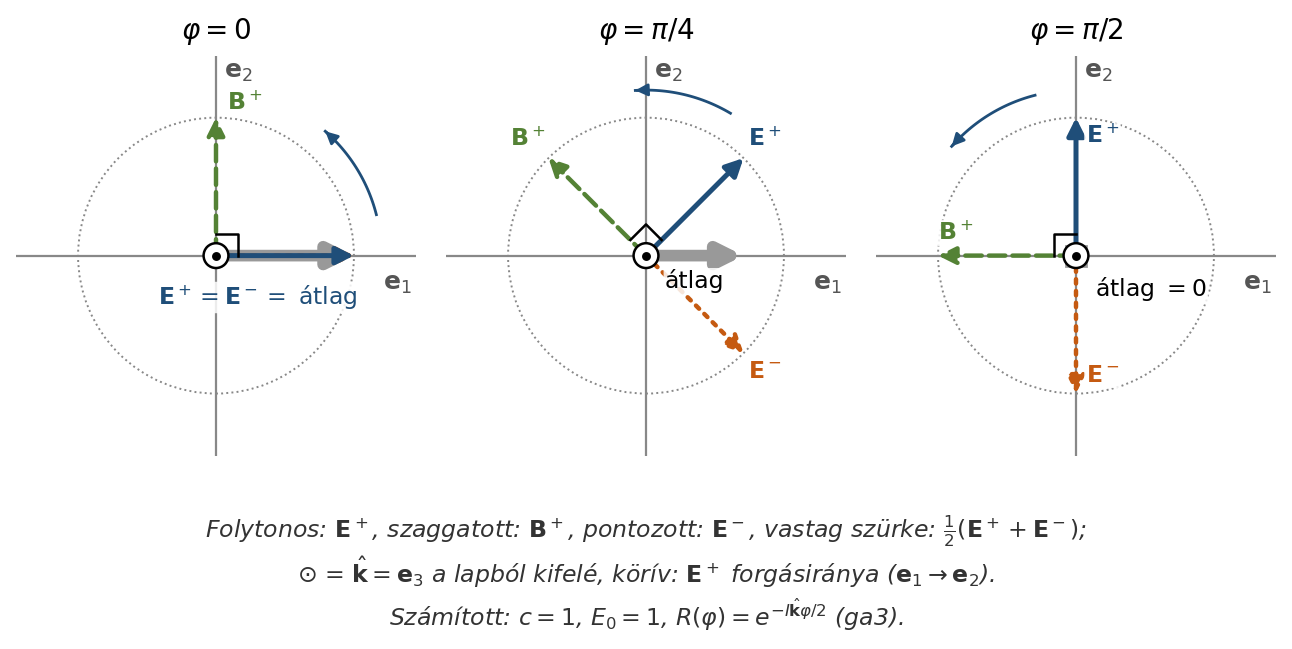 φ = 0
e₂
B⁺
E⁺ = E⁻ = átlag
e₁
φ = π/4
e₂
B⁺
E⁺
átlag
e₁
E⁻
φ = π/2
e₂
E⁺
B⁺
átlag = 0
e₁
E⁻
Folytonos: E⁺, szaggatott: B⁺, pontozott: E⁻, vastag szürke: ½(E⁺ + E⁻);
⊙ = k̂ = e₃ a lapból kifelé, körív: E⁺ forgásiránya (e₁ → e₂).
Számított: c = 1, E₀ = 1, R(φ) = e^{−Ik̂φ/2} (ga3).